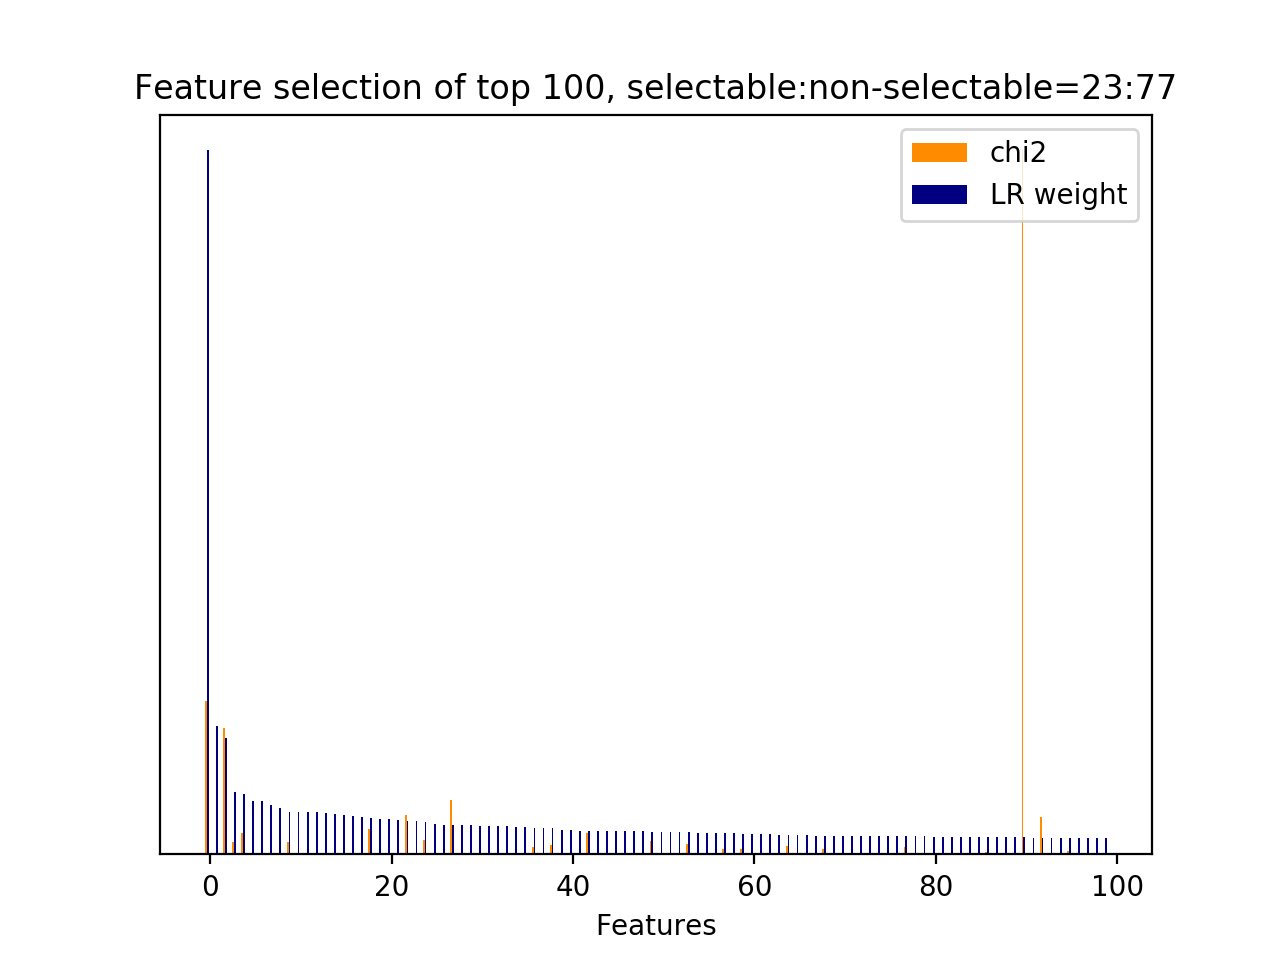 Feature selection of top 100, selectable:non-selectable=23:77
chi2
LR weight
0 20 40 60 80 100
Features